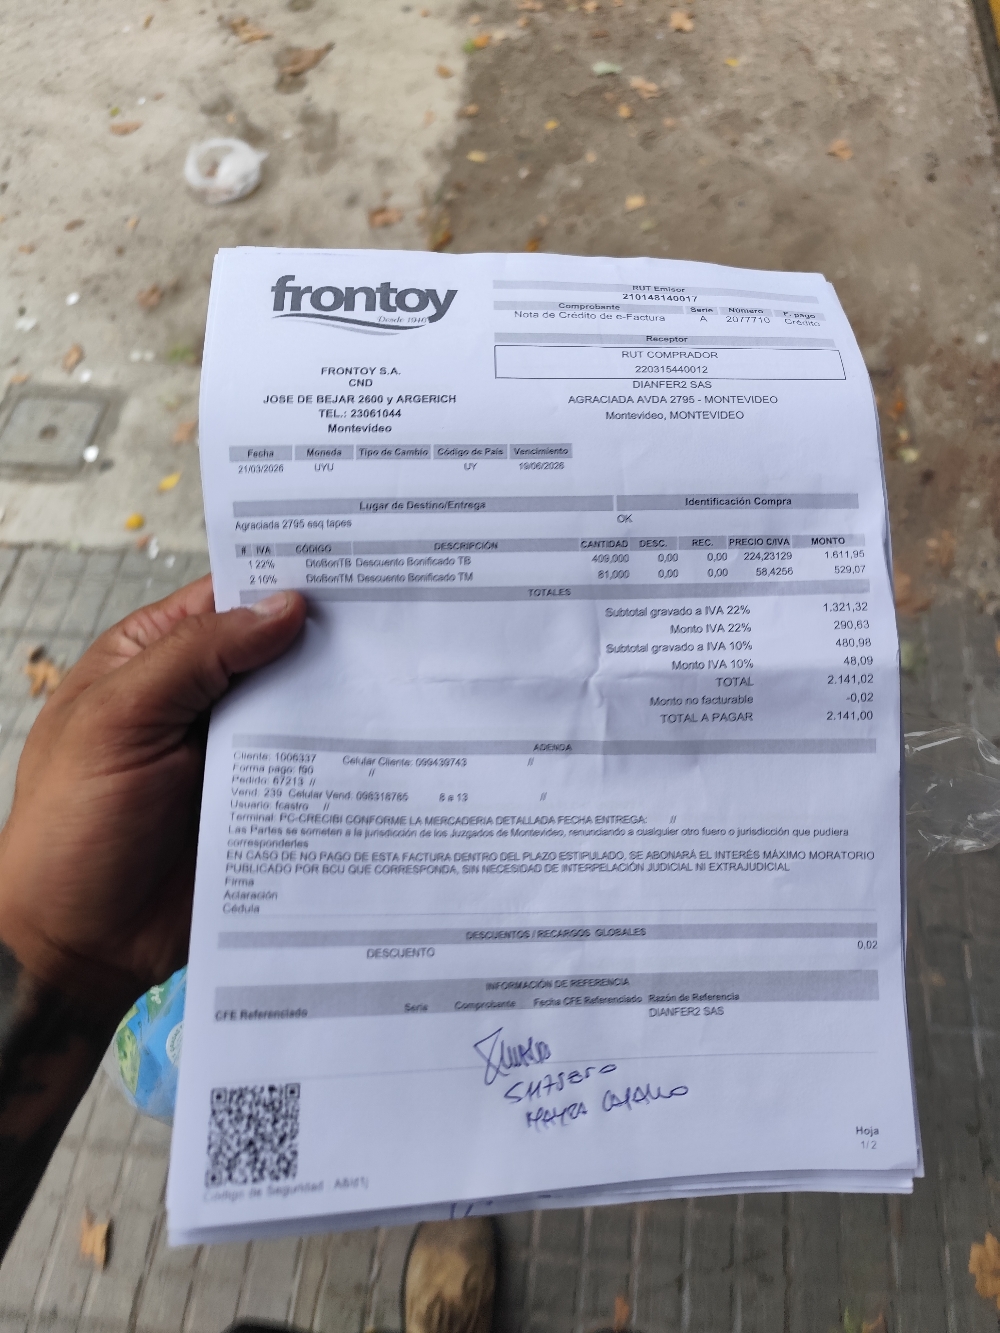 frontoy
Desde 1946
RUT Emisor
210148140017
Comprobante Serie Número F. pago
Nota de Crédito de e-Factura A 2077710 Crédito
Receptor
RUT COMPRADOR
220315440012
DIANFER2 SAS
AGRACIADA AVDA 2795 - MONTEVIDEO
Montevideo, MONTEVIDEO
FRONTOY S.A.
CND
JOSE DE BEJAR 2600 y ARGERICH
TEL.: 23061044
Montevideo
Fecha Moneda Tipo de Cambio Código de País Vencimiento
21/03/2026 UYU UY 19/06/2026
Lugar de Destino/Entrega Identificación Compra
Agraciada 2795 esq tapes OK
# IVA CÓDIGO DESCRIPCIÓN CANTIDAD DESC. REC. PRECIO C/IVA MONTO
1 22% DtoBonTB Descuento Bonificado TB 409,000 0,00 0,00 224,23129 1.611,95
2 10% DtoBonTM Descuento Bonificado TM 81,000 0,00 0,00 58,4256 529,07
TOTALES
Subtotal gravado a IVA 22% 1.321,32
Monto IVA 22% 290,63
Subtotal gravado a IVA 10% 480,98
Monto IVA 10% 48,09
TOTAL 2.141,02
Monto no facturable -0,02
TOTAL A PAGAR 2.141,00
ADENDA
Cliente: 1006337 Celular Cliente: 099439743 //
Forma pago: f90 //
Pedido: 67213 //
Vend: 239 Celular Vend: 098318765 8 a 13 //
Usuario: fcastro //
Terminal: PC-CRECIBI CONFORME LA MERCADERIA DETALLADA FECHA ENTREGA: //
Las Partes se someten a la jurisdicción de los Juzgados de Montevideo, renunciando a cualquier otro fuero o jurisdicción que pudiera
corresponderles
EN CASO DE NO PAGO DE ESTA FACTURA DENTRO DEL PLAZO ESTIPULADO, SE ABONARÁ EL INTERÉS MÁXIMO MORATORIO
PUBLICADO POR BCU QUE CORRESPONDA, SIN NECESIDAD DE INTERPELACIÓN JUDICIAL NI EXTRAJUDICIAL
Firma
Aclaración
Cédula
DESCUENTOS / RECARGOS GLOBALES
DESCUENTO 0,02
INFORMACIÓN DE REFERENCIA
CFE Referenciado Serie Comprobante Fecha CFE Referenciado Razón de Referencia
DIANFER2 SAS
Hoja
1/2
Código de Seguridad :